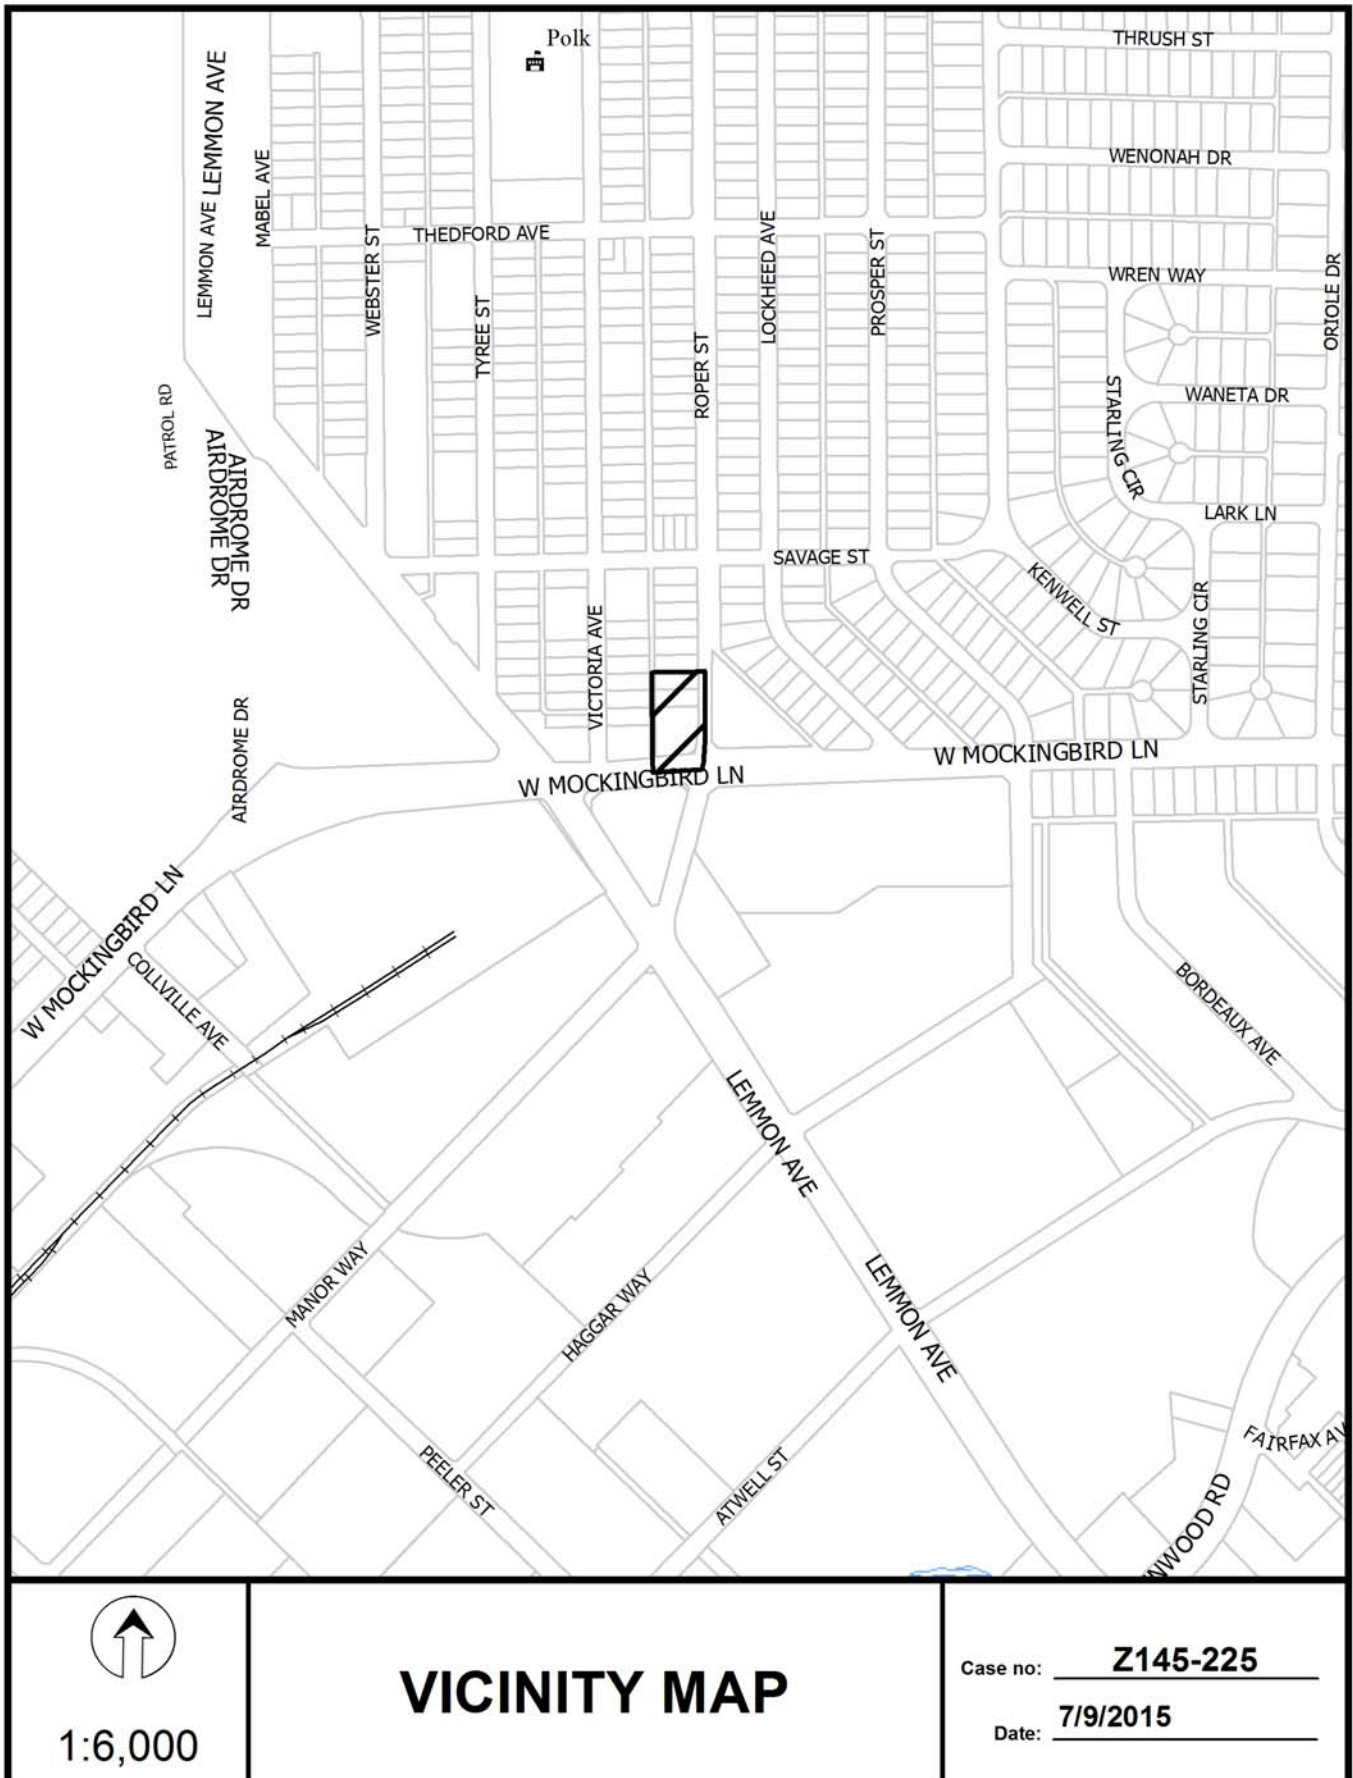 Polk
THRUSH ST
LEMMON AVE
LEMMON AVE
MABEL AVE
WENONAH DR
THEDFORD AVE
WEBSTER ST
LOCKHEED AVE
PROSPER ST
WREN WAY
ORIOLE DR
TYREE ST
ROPER ST
PATROL RD
STARLING CIR
WANETA DR
AIRDROME DR
AIRDROME DR
LARK LN
SAVAGE ST
KENWELL ST
STARLING CIR
VICTORIA AVE
AIRDROME DR
W MOCKINGBIRD LN
W MOCKINGBIRD LN
W MOCKINGBIRD LN
COLLVILLE AVE
BORDEAUX AVE
LEMMON AVE
MANOR WAY
HAGGAR WAY
LEMMON AVE
PEELER ST
ATWELL ST
FAIRFAX AV
NWOOD RD
1:6,000
VICINITY MAP
Case no: Z145-225
Date: 7/9/2015